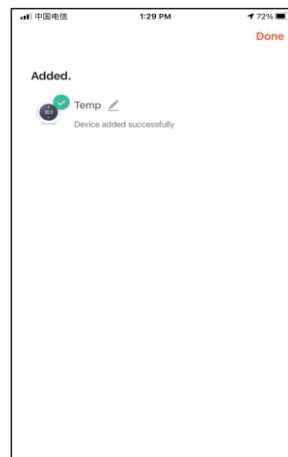 中国电信 1:29 PM 72%
Done
Added.
Temp
Device added successfully